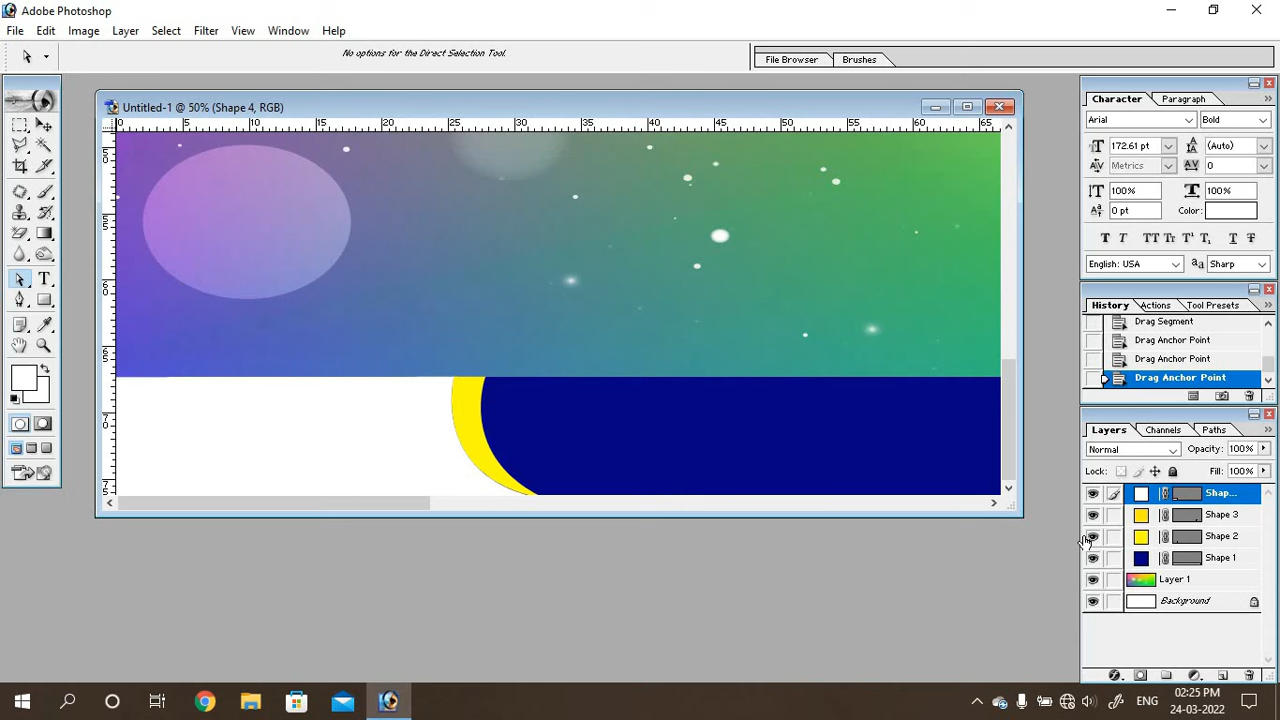 Adobe Photoshop
File Edit Image Layer Select Filter View Window Help
No options for the Direct Selection Tool.
File Browser Brushes
Untitled-1 @ 50% (Shape 4, RGB)
0 5 10 15 20 25 30 35 40 45 50 55 60 65
Character Paragraph
Arial Bold
172.61 pt (Auto)
Metrics 0
100% 100%
0 pt Color:
T T TT Tr T¹ T₁ T T
English: USA aa Sharp
History Actions Tool Presets
Drag Segment
Drag Anchor Point
Drag Anchor Point
Drag Anchor Point
Layers Channels Paths
Normal Opacity: 100%
Lock: Fill: 100%
Shap...
Shape 3
Shape 2
Shape 1
Layer 1
Background
ENG
02:25 PM
24-03-2022